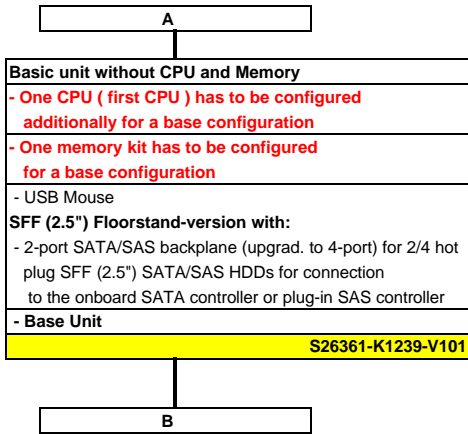 A
Basic unit without CPU and Memory
- One CPU ( first CPU ) has to be configured
additionally for a base configuration
- One memory kit has to be configured
for a base configuration
- USB Mouse
SFF (2.5") Floorstand-version with:
- 2-port SATA/SAS backplane (upgrad. to 4-port) for 2/4 hot
plug SFF (2.5") SATA/SAS HDDs for connection
to the onboard SATA controller or plug-in SAS controller
- Base Unit
S26361-K1239-V101
B